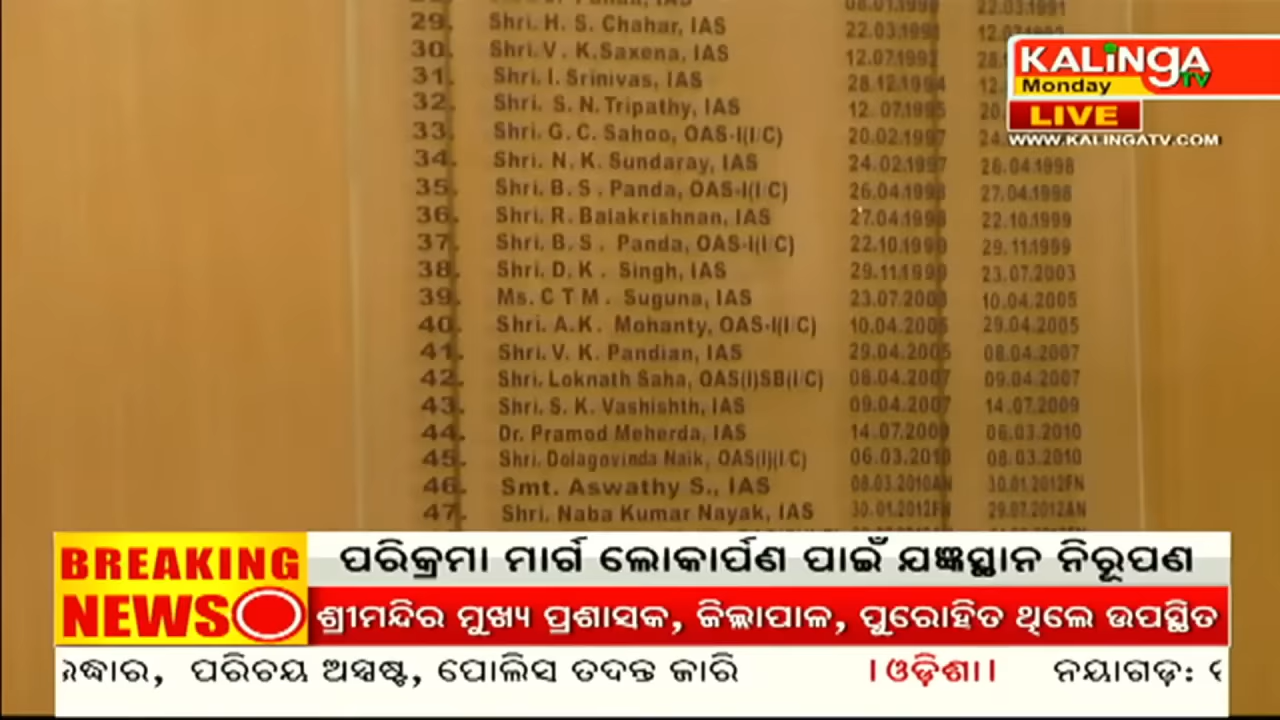 29. Shri. H. S. Chahar, IAS 22.03.1991
30. Shri. V . K.Saxena, IAS 12.07.1992
31. Shri. I. Srinivas, IAS 28.12.1994
32. Shri. S. N. Tripathy, IAS 12. 07.1995
33. Shri. G. C. Sahoo, OAS-I(I/C) 20.02.1997
34. Shri. N. K. Sundaray, IAS 24.02.1997 26.04.1998
35. Shri. B. S . Panda, OAS-I(I/C) 26.04.1998 27.04.1998
36. Shri. R. Balakrishnan, IAS 27.04.1998 22.10.1999
37. Shri. B. S . Panda, OAS-I(I/C) 22.10.1999 29.11.1999
38. Shri. D. K . Singh, IAS 29.11.1999 23.07.2003
39. Ms. C T M . Suguna, IAS 23.07.2003 10.04.2005
40. Shri. A.K. Mohanty, OAS-I(I/C) 10.04.2005 29.04.2005
41. Shri. V. K. Pandian, IAS 29.04.2005 08.04.2007
42. Shri. Loknath Saha, OAS(I)SB(I/C) 08.04.2007 09.04.2007
43. Shri. S. K. Vashishth, IAS 09.04.2007 14.07.2009
44. Dr. Pramod Meherda, IAS 14.07.2009 06.03.2010
45. Shri. Dolagovinda Naik, OAS(I)(I/C) 06.03.2010 08.03.2010
46. Smt. Aswathy S., IAS 08.03.2010AN 30.01.2012FN
47. Shri. Naba Kumar Nayak, IAS 30.01.2012FN 29.07.2012AN
KALINGA TV
Monday
LIVE
WWW.KALINGATV.COM
BREAKING NEWS
ପରିକ୍ରମା ମାର୍ଗ ଲୋକାର୍ପଣ ପାଇଁ ଯଜ୍ଞସ୍ଥାନ ନିରୂପଣ
ଶ୍ରୀମନ୍ଦିର ମୁଖ୍ୟ ପ୍ରଶାସକ, ଜିଲ୍ଲାପାଳ, ପୁରୋହିତ ଥିଲେ ଉପସ୍ଥିତ
ଦ୍ଧାର, ପରିଚୟ ଅସ୍ପଷ୍ଟ, ପୋଲିସ ତଦନ୍ତ ଜାରି । ଓଡ଼ିଶା । ନୟାଗଡ଼: